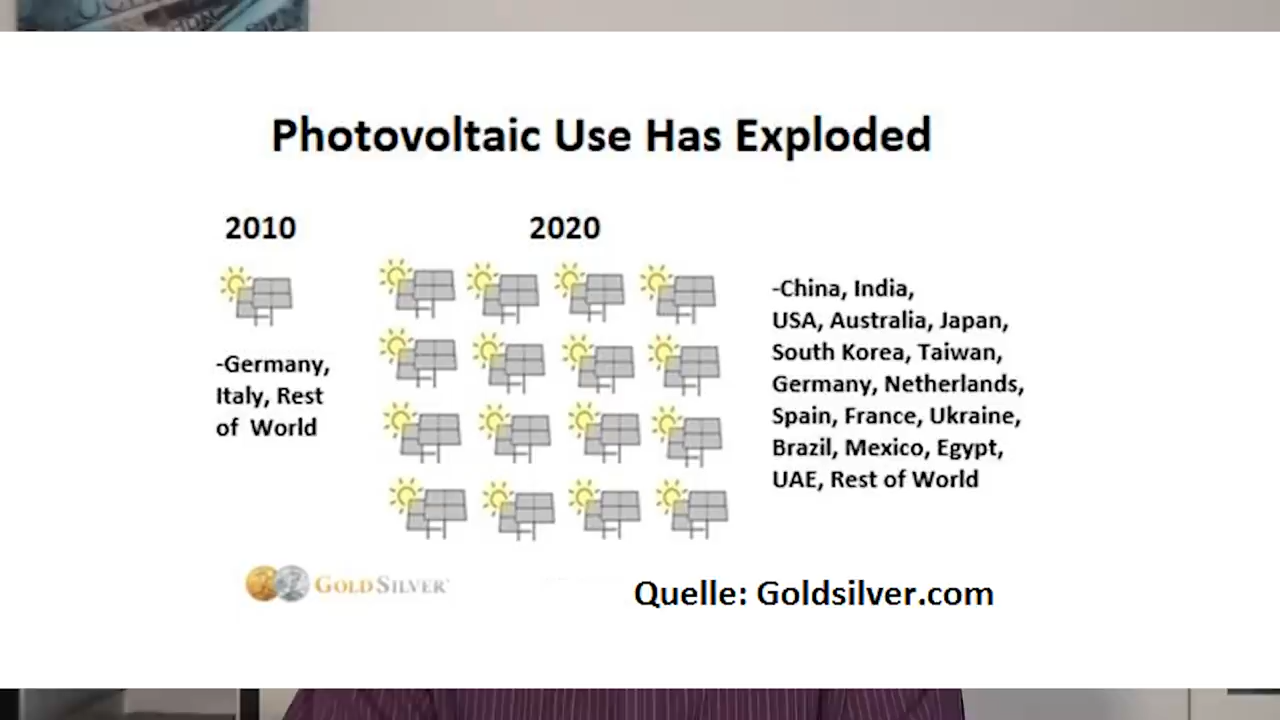 Photovoltaic Use Has Exploded
2010
2020
-Germany,
Italy, Rest
of World
-China, India,
USA, Australia, Japan,
South Korea, Taiwan,
Germany, Netherlands,
Spain, France, Ukraine,
Brazil, Mexico, Egypt,
UAE, Rest of World
GOLDSILVER
Quelle: Goldsilver.com